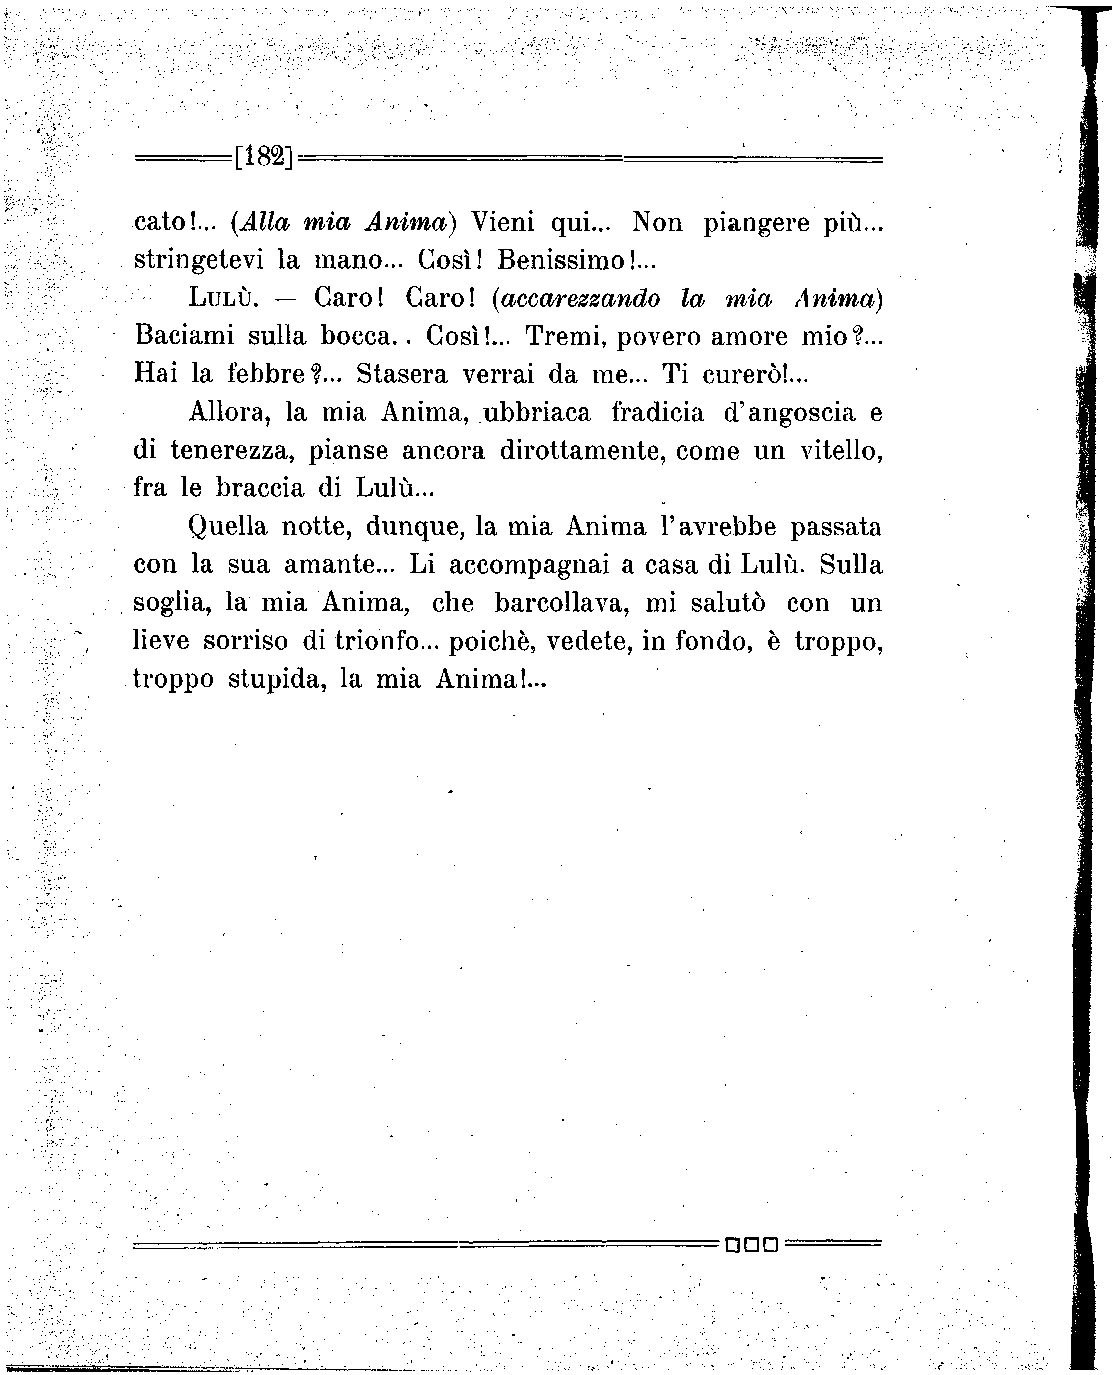 [182]
cato!... (Alla mia Anima) Vieni qui... Non piangere più...
stringetevi la mano... Così! Benissimo!...
LULÙ. — Caro! Caro! (accarezzando la mia Anima)
Baciami sulla bocca.. Così!... Tremi, povero amore mio?...
Hai la febbre?... Stasera verrai da me... Ti curerò!...
Allora, la mia Anima, ubbriaca fradicia d'angoscia e
di tenerezza, pianse ancora dirottamente, come un vitello,
fra le braccia di Lulù...
Quella notte, dunque, la mia Anima l'avrebbe passata
con la sua amante... Li accompagnai a casa di Lulù. Sulla
soglia, la mia Anima, che barcollava, mi salutò con un
lieve sorriso di trionfo... poichè, vedete, in fondo, è troppo,
troppo stupida, la mia Anima!...